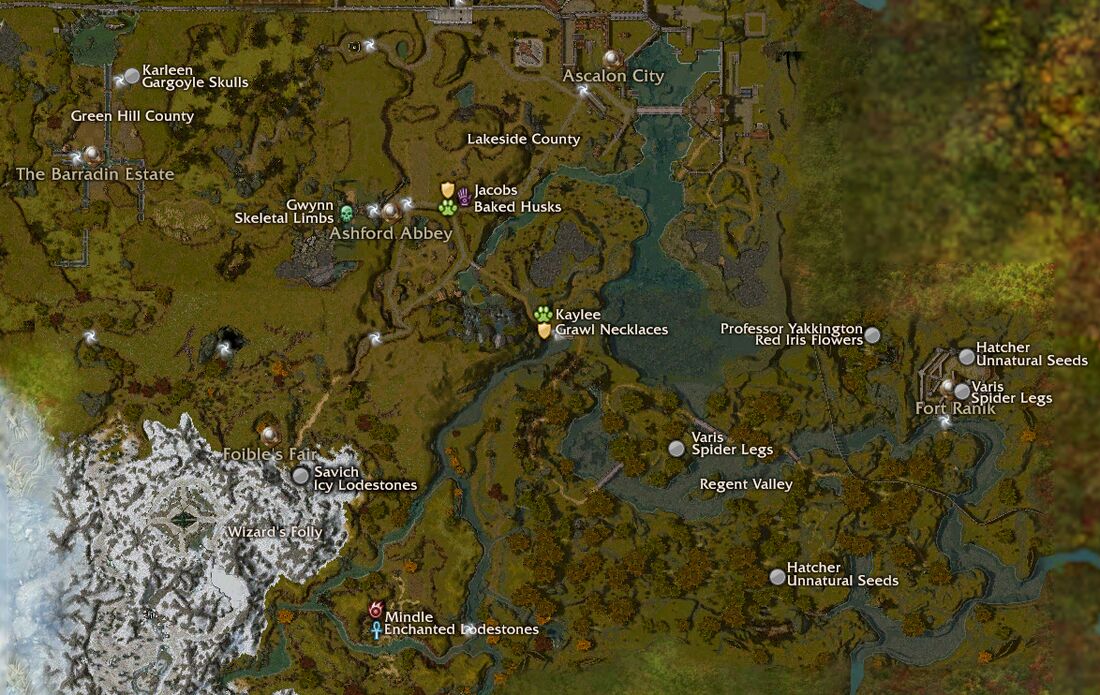 Karleen
Gargoyle Skulls
Ascalon City
Green Hill County
Lakeside County
The Barradin Estate
Jacobs
Baked Husks
Gwynn
Skeletal Limbs
Ashford Abbey
Kaylee
Grawl Necklaces
Professor Yakkington
Red Iris Flowers
Hatcher
Unnatural Seeds
Varis
Spider Legs
Fort Ranik
Foible's Fair
Varis
Spider Legs
Savich
Icy Lodestones
Regent Valley
Wizard's Folly
Hatcher
Unnatural Seeds
Mindle
Enchanted Lodestones